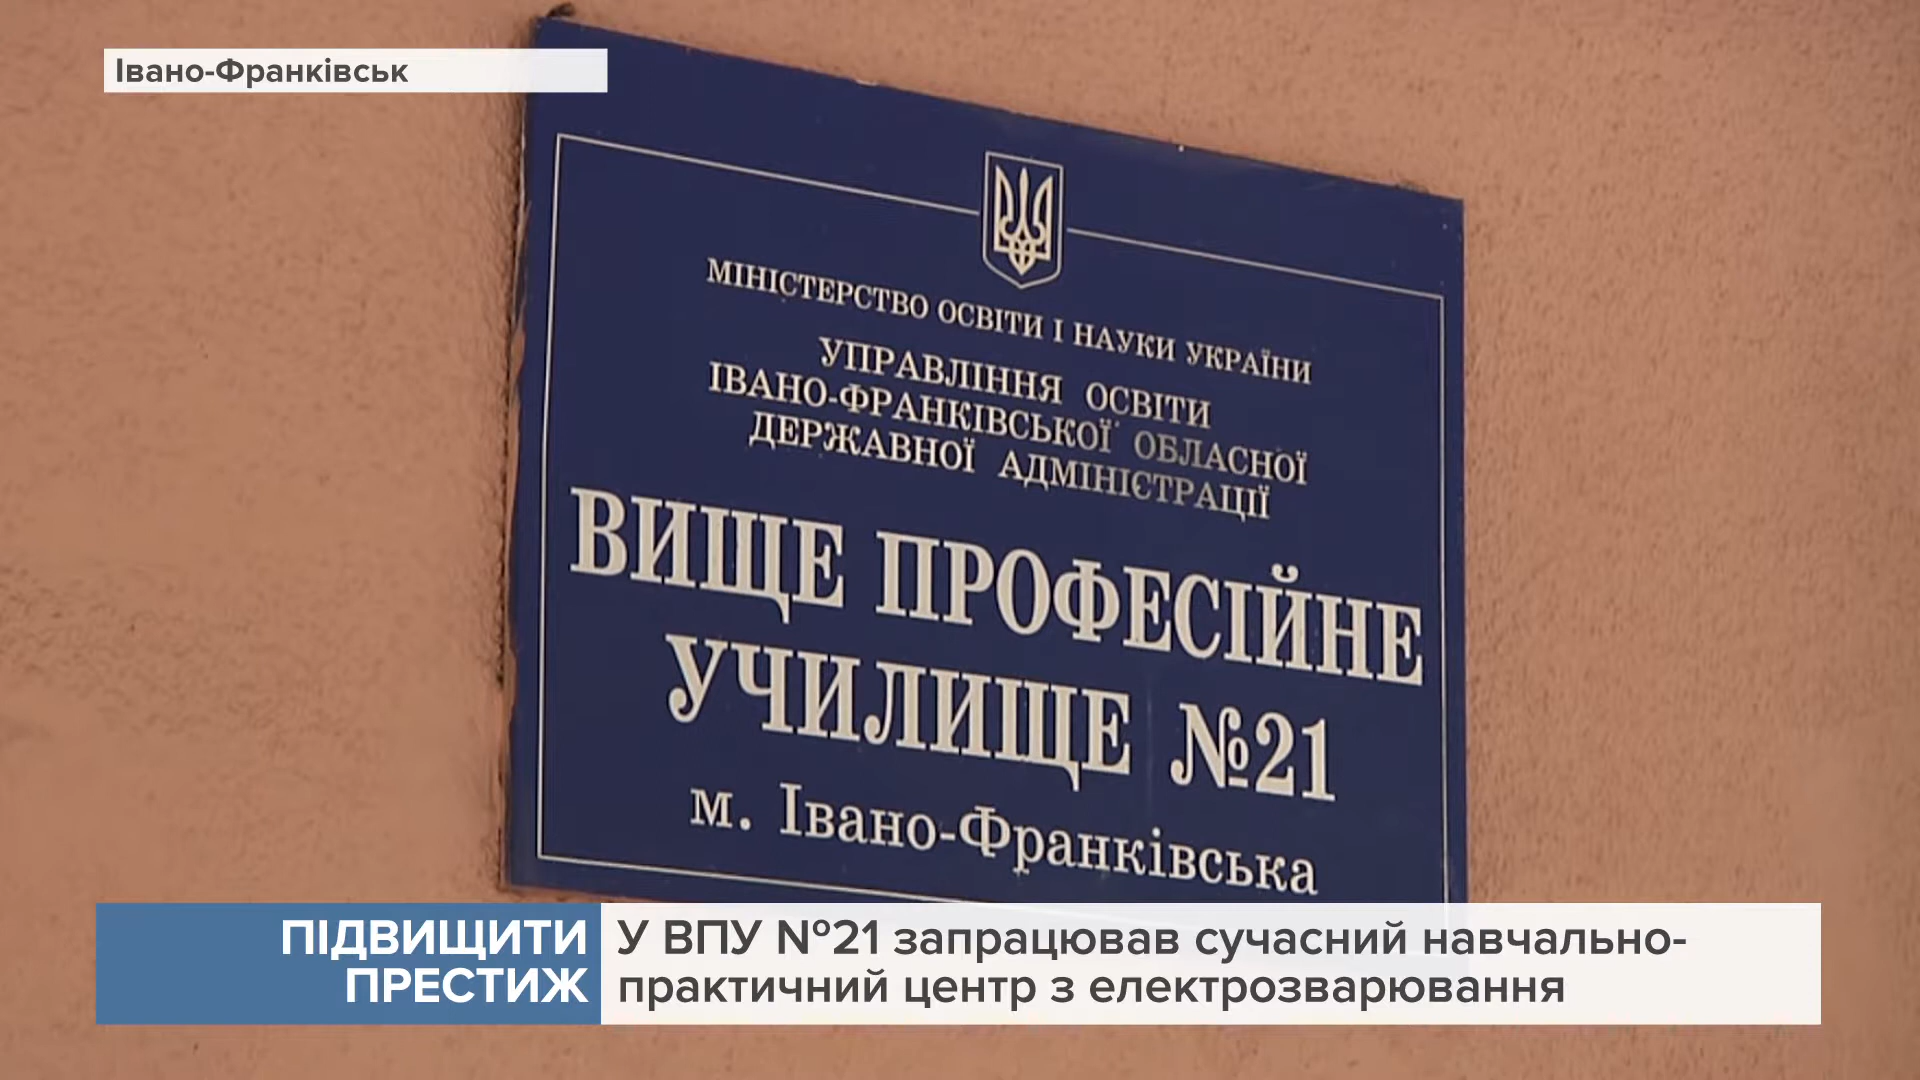 Івано-Франківськ
МІНІСТЕРСТВО ОСВІТИ І НАУКИ УКРАЇНИ
УПРАВЛІННЯ ОСВІТИ
ІВАНО-ФРАНКІВСЬКОЇ ОБЛАСНОЇ
ДЕРЖАВНОЇ АДМІНІСТРАЦІЇ
ВИЩЕ ПРОФЕСІЙНЕ
УЧИЛИЩЕ №21
м. Івано-Франківська
ПІДВИЩИТИ
ПРЕСТИЖ
У ВПУ №21 запрацював сучасний навчально-
практичний центр з електрозварювання